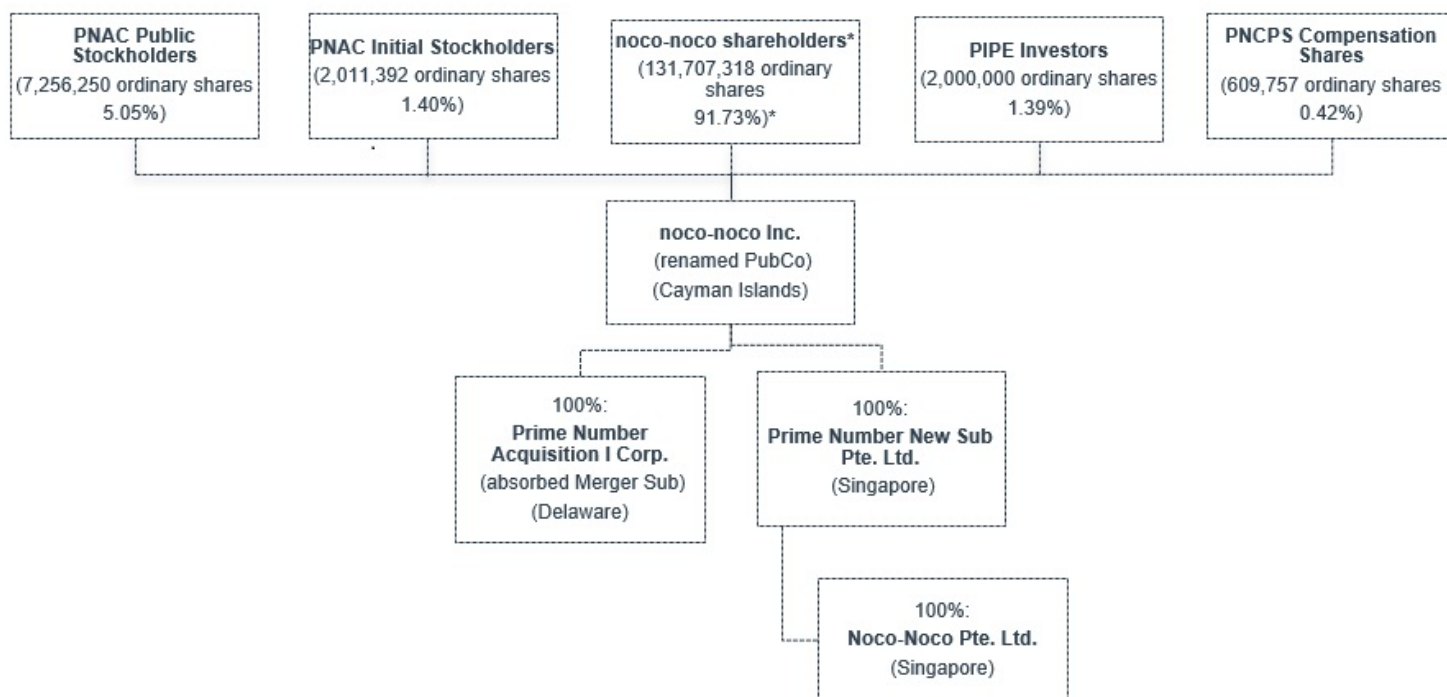 PNAC Public
Stockholders
(7,256,250 ordinary shares
5.05%)
PNAC Initial Stockholders
(2,011,392 ordinary shares
1.40%)
noco-noco shareholders*
(131,707,318 ordinary
shares
91.73%)*
PIPE Investors
(2,000,000 ordinary shares
1.39%)
PNCPS Compensation
Shares
(609,757 ordinary shares
0.42%)
noco-noco Inc.
(renamed PubCo)
(Cayman Islands)
100%:
Prime Number
Acquisition I Corp.
(absorbed Merger Sub)
(Delaware)
100%:
Prime Number New Sub
Pte. Ltd.
(Singapore)
100%:
Noco-Noco Pte. Ltd.
(Singapore)